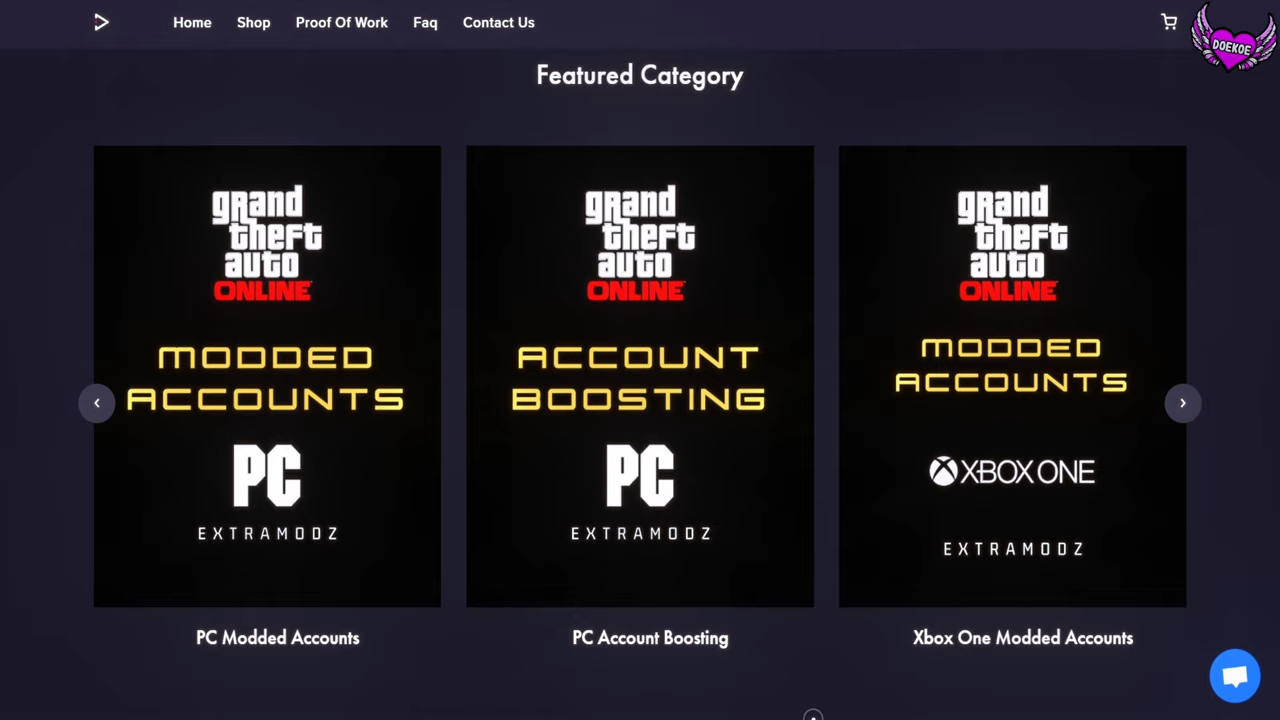 Home
Shop
Proof Of Work
Faq
Contact Us
DOEKOE
Featured Category
grand
theft
auto
ONLINE
MODDED
ACCOUNTS
PC
EXTRAMODZ
PC Modded Accounts
grand
theft
auto
ONLINE
ACCOUNT
BOOSTING
PC
EXTRAMODZ
PC Account Boosting
grand
theft
auto
ONLINE
MODDED
ACCOUNTS
XBOX ONE
EXTRAMODZ
Xbox One Modded Accounts